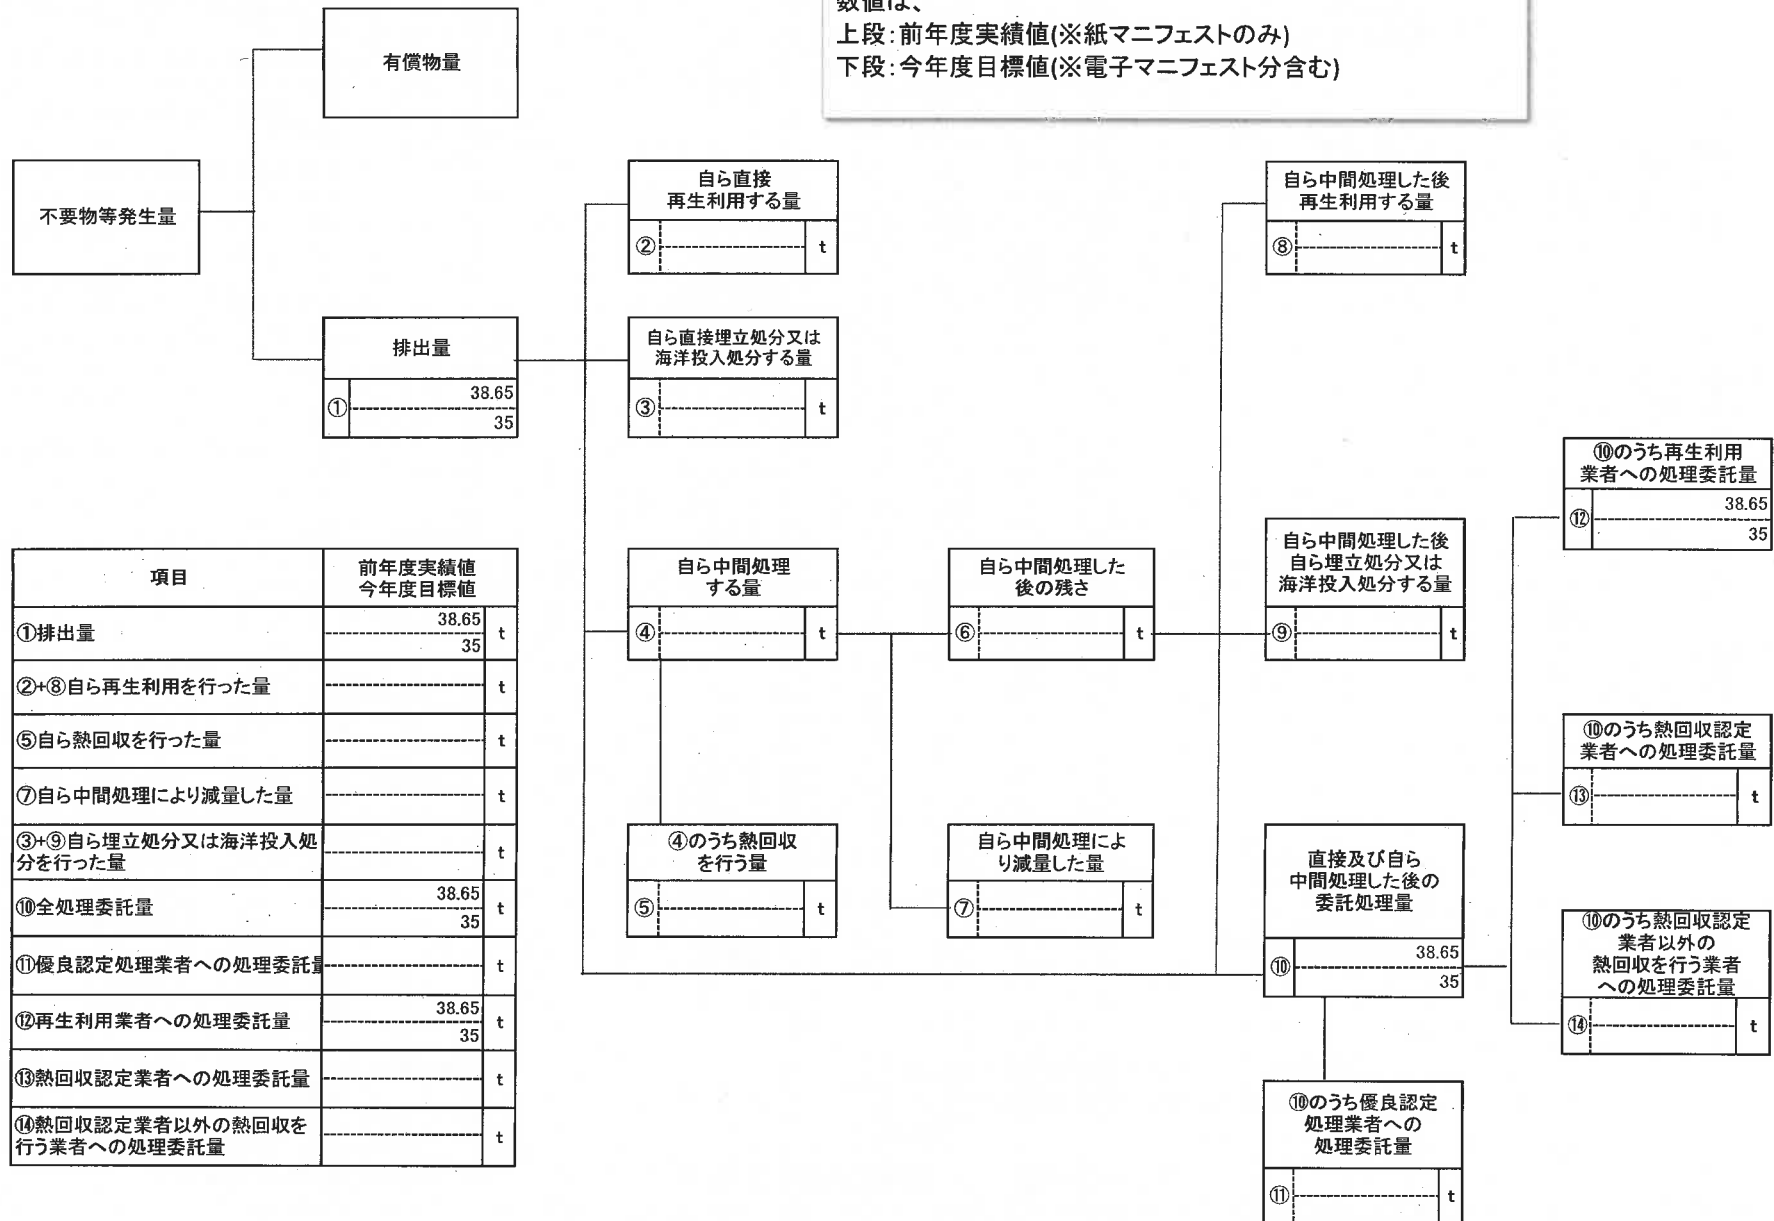 数値は、
上段:前年度実績値(※紙マニフェストのみ)
下段:今年度目標値(※電子マニフェスト分含む)
有償物量
不要物等発生量
排出量
① 38.65
35
自ら直接
再生利用する量
② t
自ら直接埋立処分又は
海洋投入処分する量
③ t
自ら中間処理
する量
④ t
④のうち熱回収
を行う量
⑤ t
自ら中間処理した
後の残さ
⑥ t
自ら中間処理によ
り減量した量
⑦ t
自ら中間処理した後
再生利用する量
⑧ t
自ら中間処理した後
自ら埋立処分又は
海洋投入処分する量
⑨ t
直接及び自ら
中間処理した後の
委託処理量
⑩ 38.65
35
⑩のうち優良認定
処理業者への
処理委託量
⑪ t
⑩のうち再生利用
業者への処理委託量
⑫ 38.65
35
⑩のうち熱回収認定
業者への処理委託量
⑬ t
⑩のうち熱回収認定
業者以外の
熱回収を行う業者
への処理委託量
⑭ t
項目
前年度実績値
今年度目標値
①排出量 38.65 t
35
②+⑧自ら再生利用を行った量 t
⑤自ら熱回収を行った量 t
⑦自ら中間処理により減量した量 t
③+⑨自ら埋立処分又は海洋投入処
分を行った量 t
⑩全処理委託量 38.65 t
35
⑪優良認定処理業者への処理委託 t
⑫再生利用業者への処理委託量 38.65 t
35
⑬熱回収認定業者への処理委託量 t
⑭熱回収認定業者以外の熱回収を
行う業者への処理委託量 t